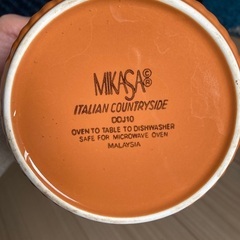 MIKASA©®
ITALIAN COUNTRYSIDE
DDJ10
OVEN TO TABLE TO DISHWASHER
SAFE FOR MICROWAVE OVEN
MALAYSIA